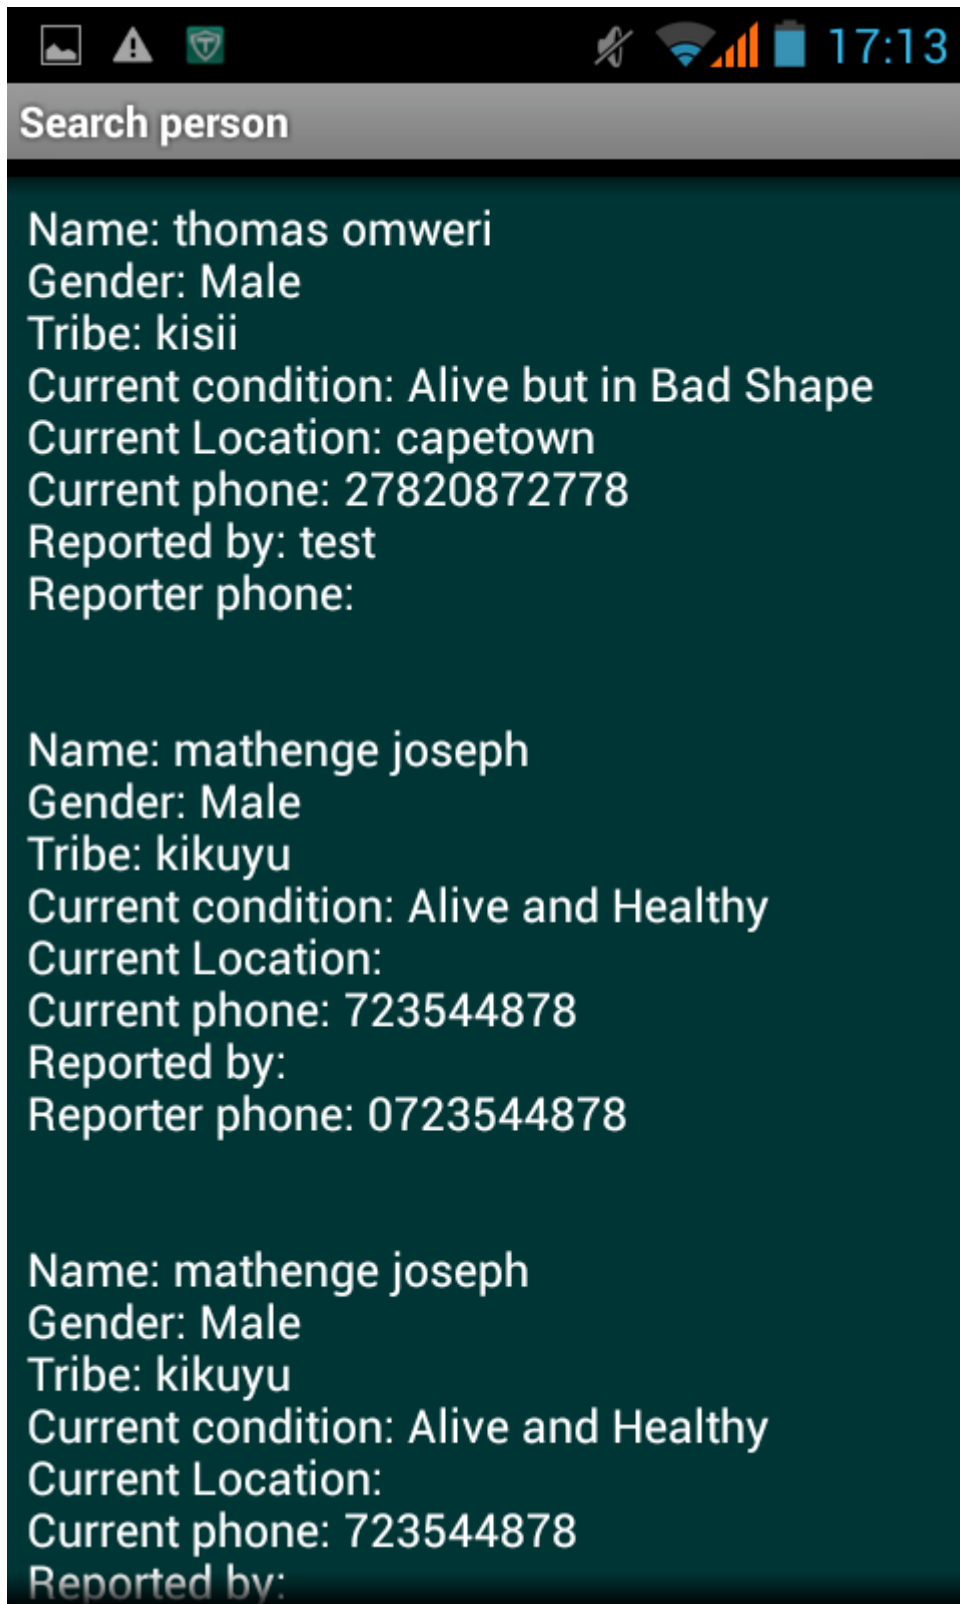 17:13
Search person
Name: thomas omweri
Gender: Male
Tribe: kisii
Current condition: Alive but in Bad Shape
Current Location: capetown
Current phone: 27820872778
Reported by: test
Reporter phone:
Name: mathenge joseph
Gender: Male
Tribe: kikuyu
Current condition: Alive and Healthy
Current Location:
Current phone: 723544878
Reported by:
Reporter phone: 0723544878
Name: mathenge joseph
Gender: Male
Tribe: kikuyu
Current condition: Alive and Healthy
Current Location:
Current phone: 723544878
Reported by: